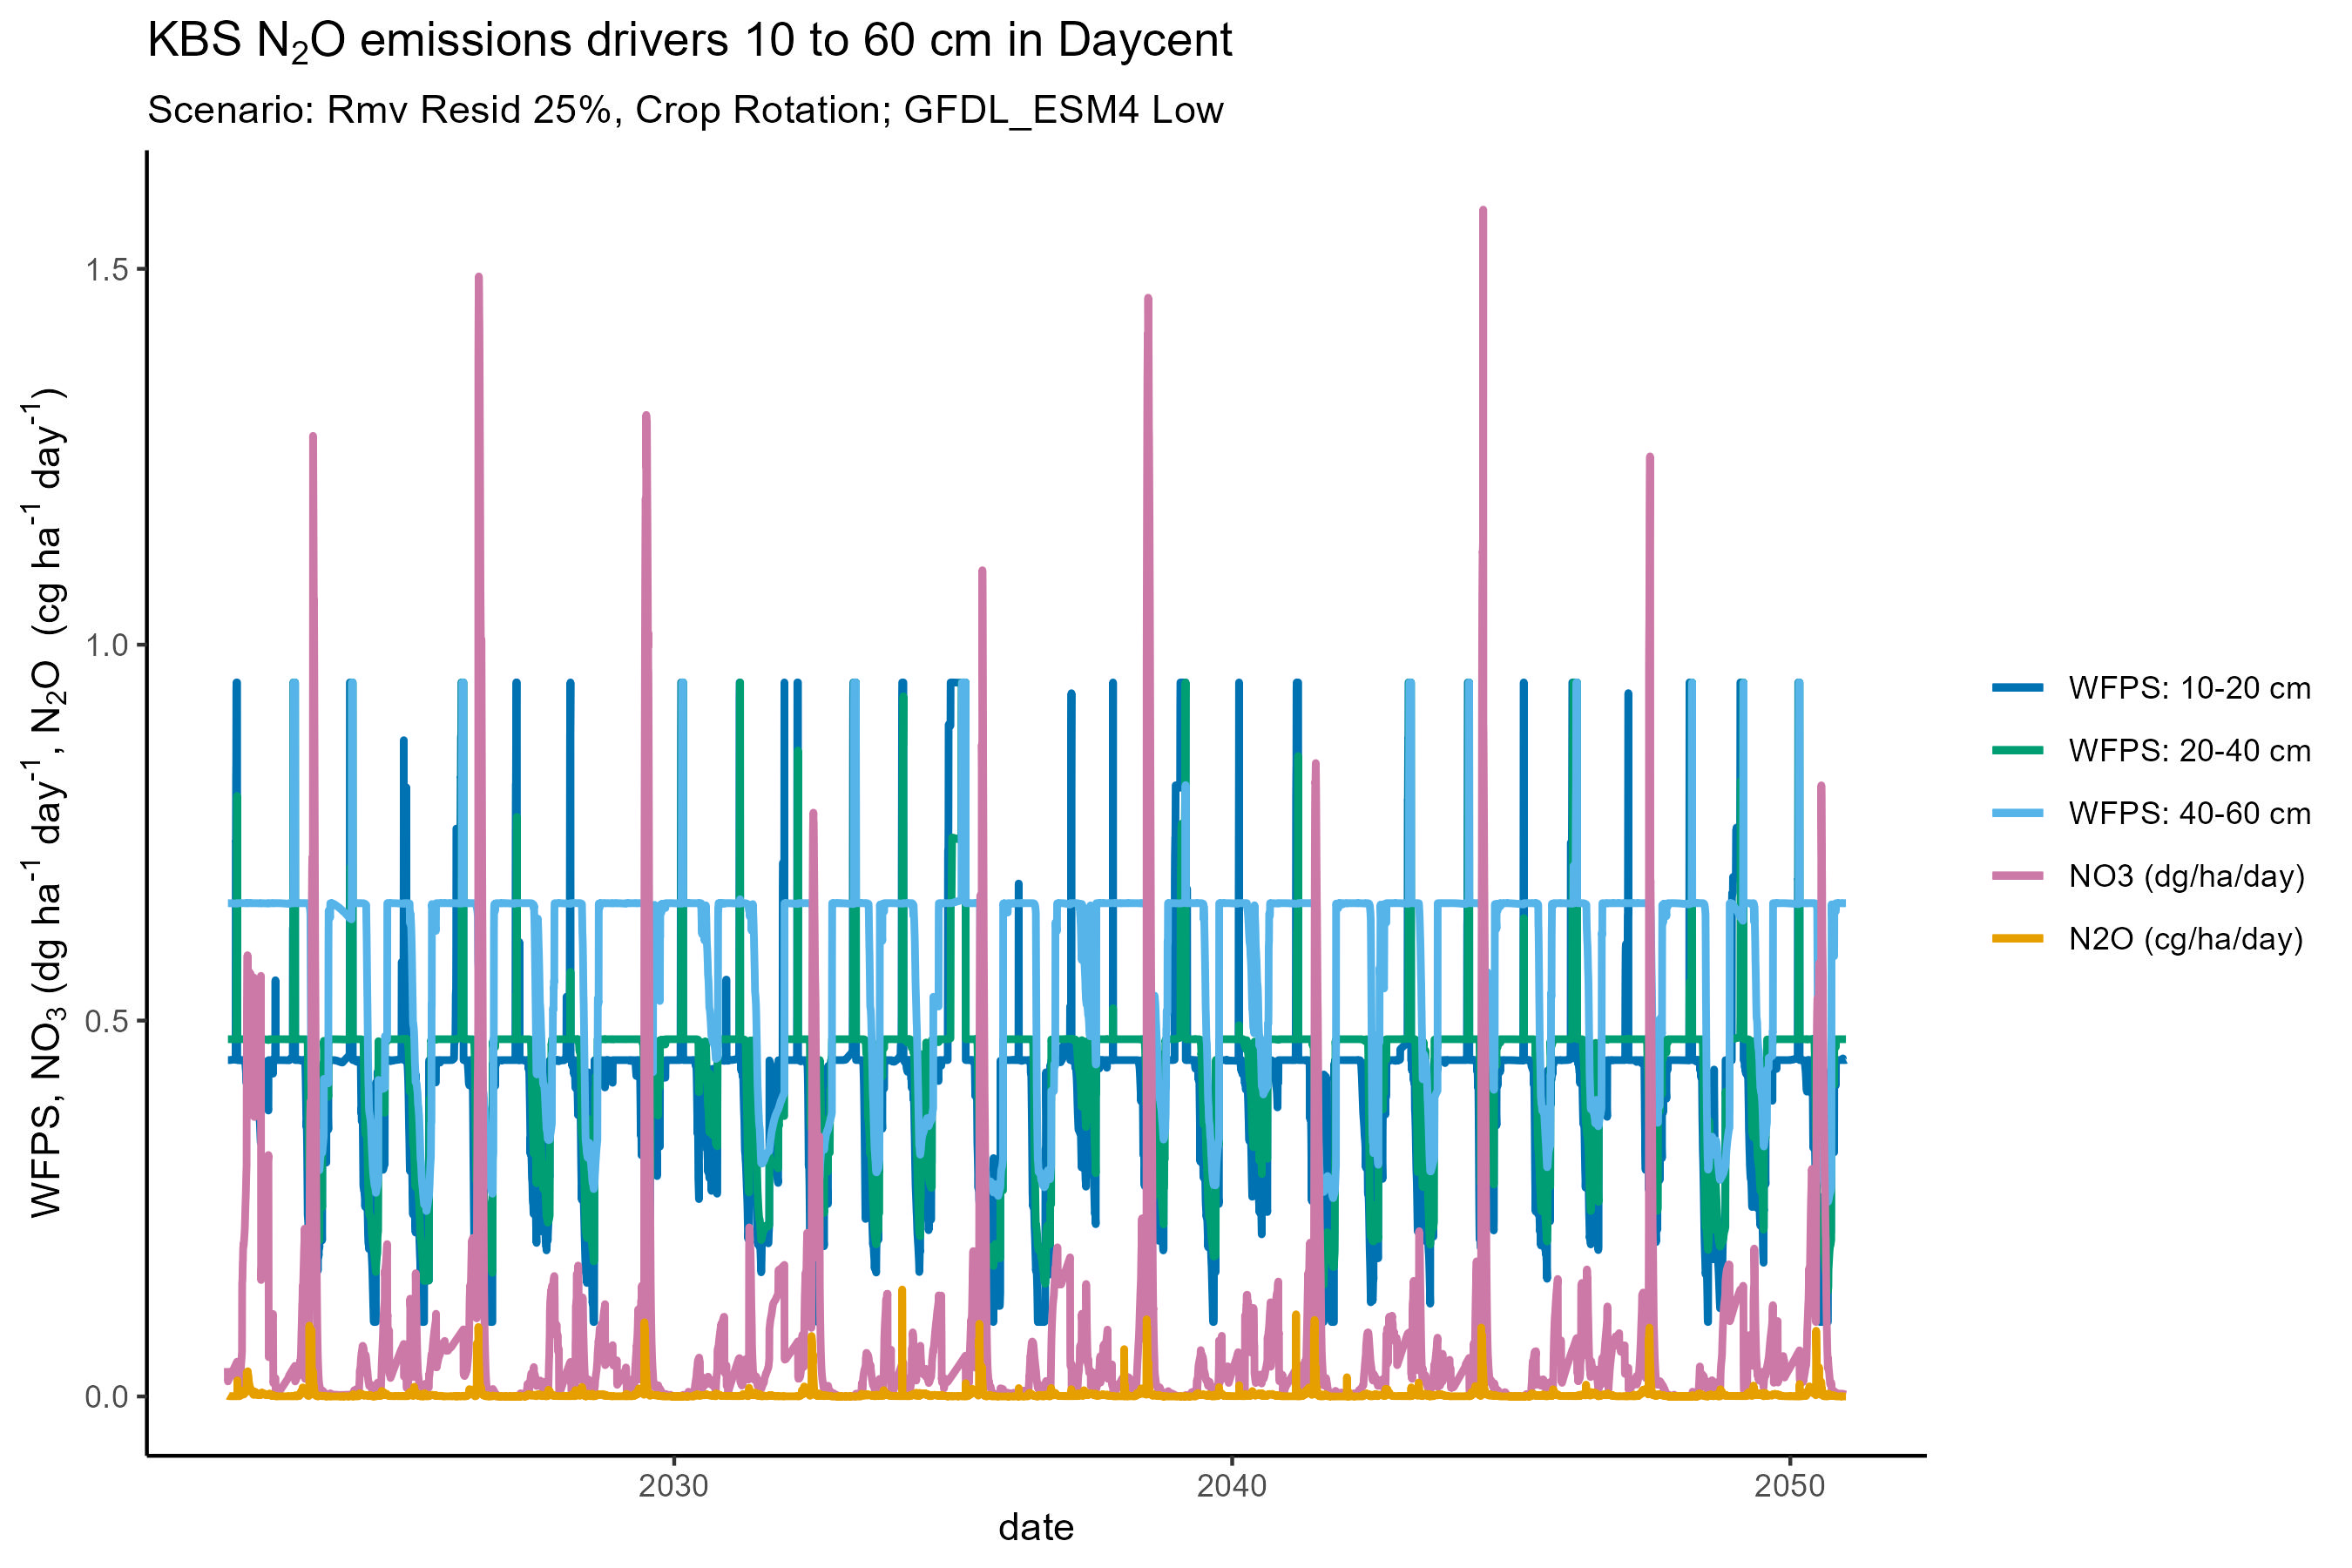 KBS N₂O emissions drivers 10 to 60 cm in Daycent
Scenario: Rmv Resid 25%, Crop Rotation; GFDL_ESM4 Low
WFPS, NO₃ (dg ha⁻¹ day⁻¹, N₂O (cg ha⁻¹ day⁻¹)
1.5
1.0
0.5
0.0
2030
2040
2050
date
WFPS: 10-20 cm
WFPS: 20-40 cm
WFPS: 40-60 cm
NO3 (dg/ha/day)
N2O (cg/ha/day)